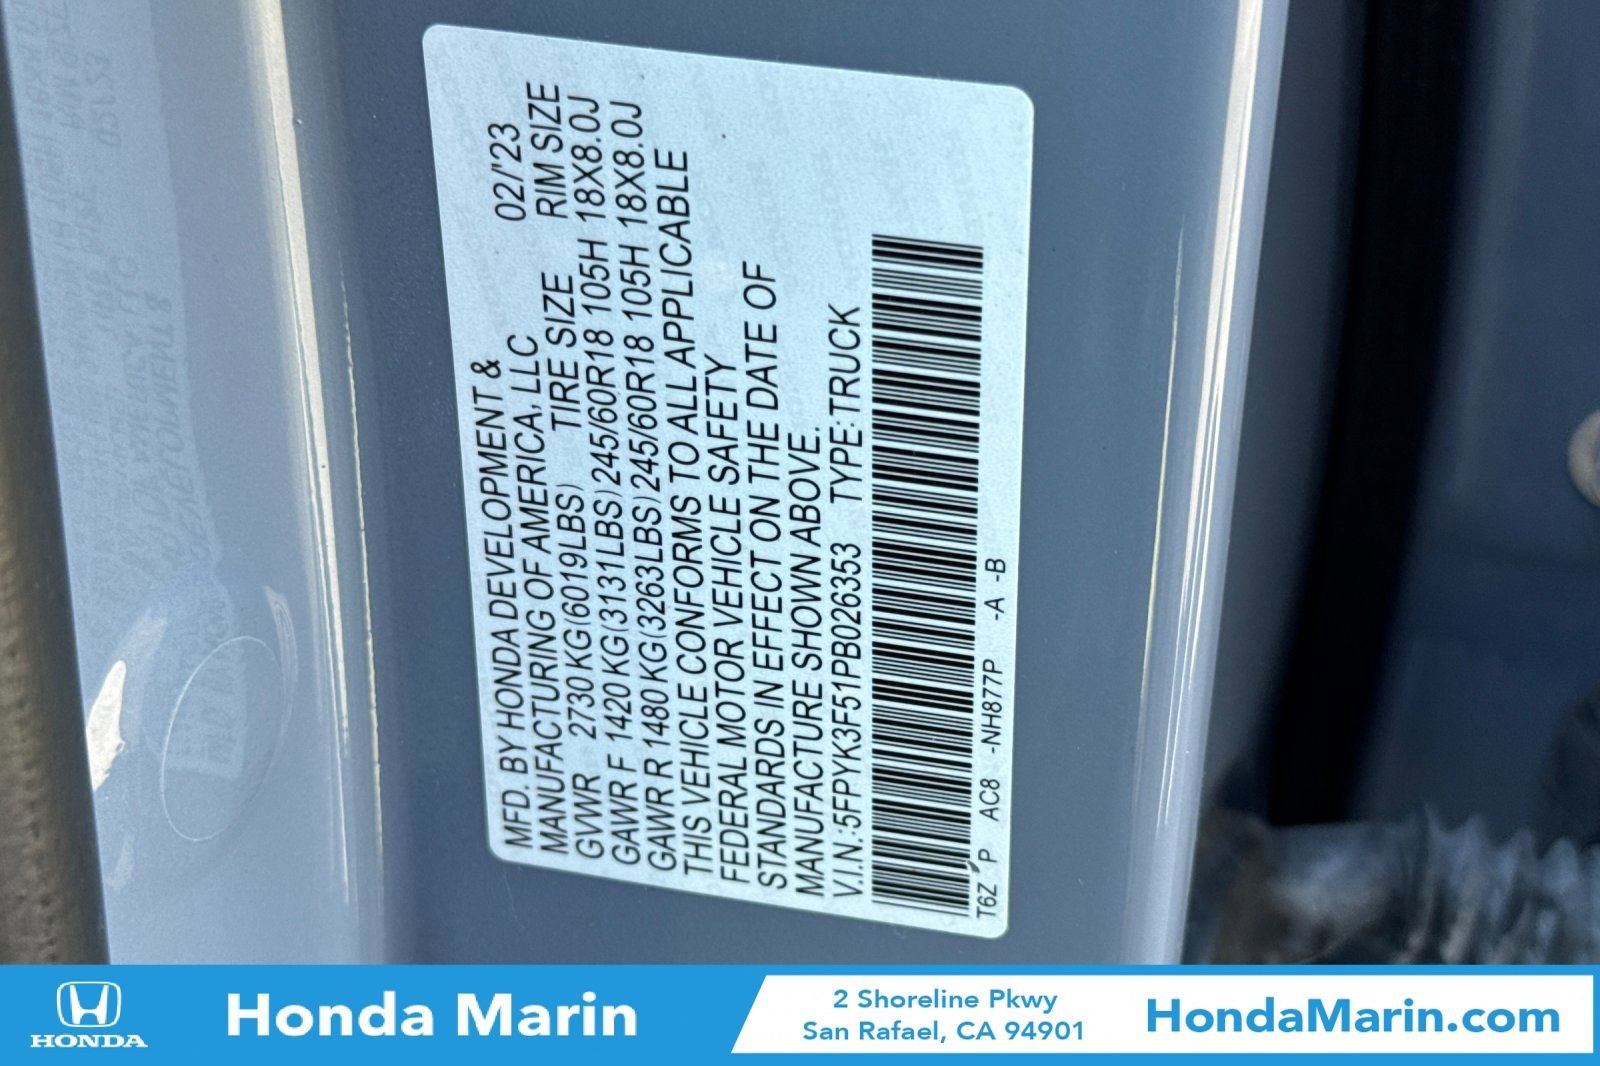 MFD. BY HONDA DEVELOPMENT &
MANUFACTURING OF AMERICA, LLC 02/'23
GVWR 2730 KG(6019LBS) TIRE SIZE RIM SIZE
GAWR F 1420 KG(3131LBS) 245/60R18 105H 18X8.0J
GAWR R 1480 KG(3263LBS) 245/60R18 105H 18X8.0J
THIS VEHICLE CONFORMS TO ALL APPLICABLE
FEDERAL MOTOR VEHICLE SAFETY
STANDARDS IN EFFECT ON THE DATE OF
MANUFACTURE SHOWN ABOVE.
V.I.N.:5FPYK3F51PB026353 TYPE:TRUCK
T6Z P AC8 -NH877P -A -B
HONDA
Honda Marin
2 Shoreline Pkwy
San Rafael, CA 94901
HondaMarin.com